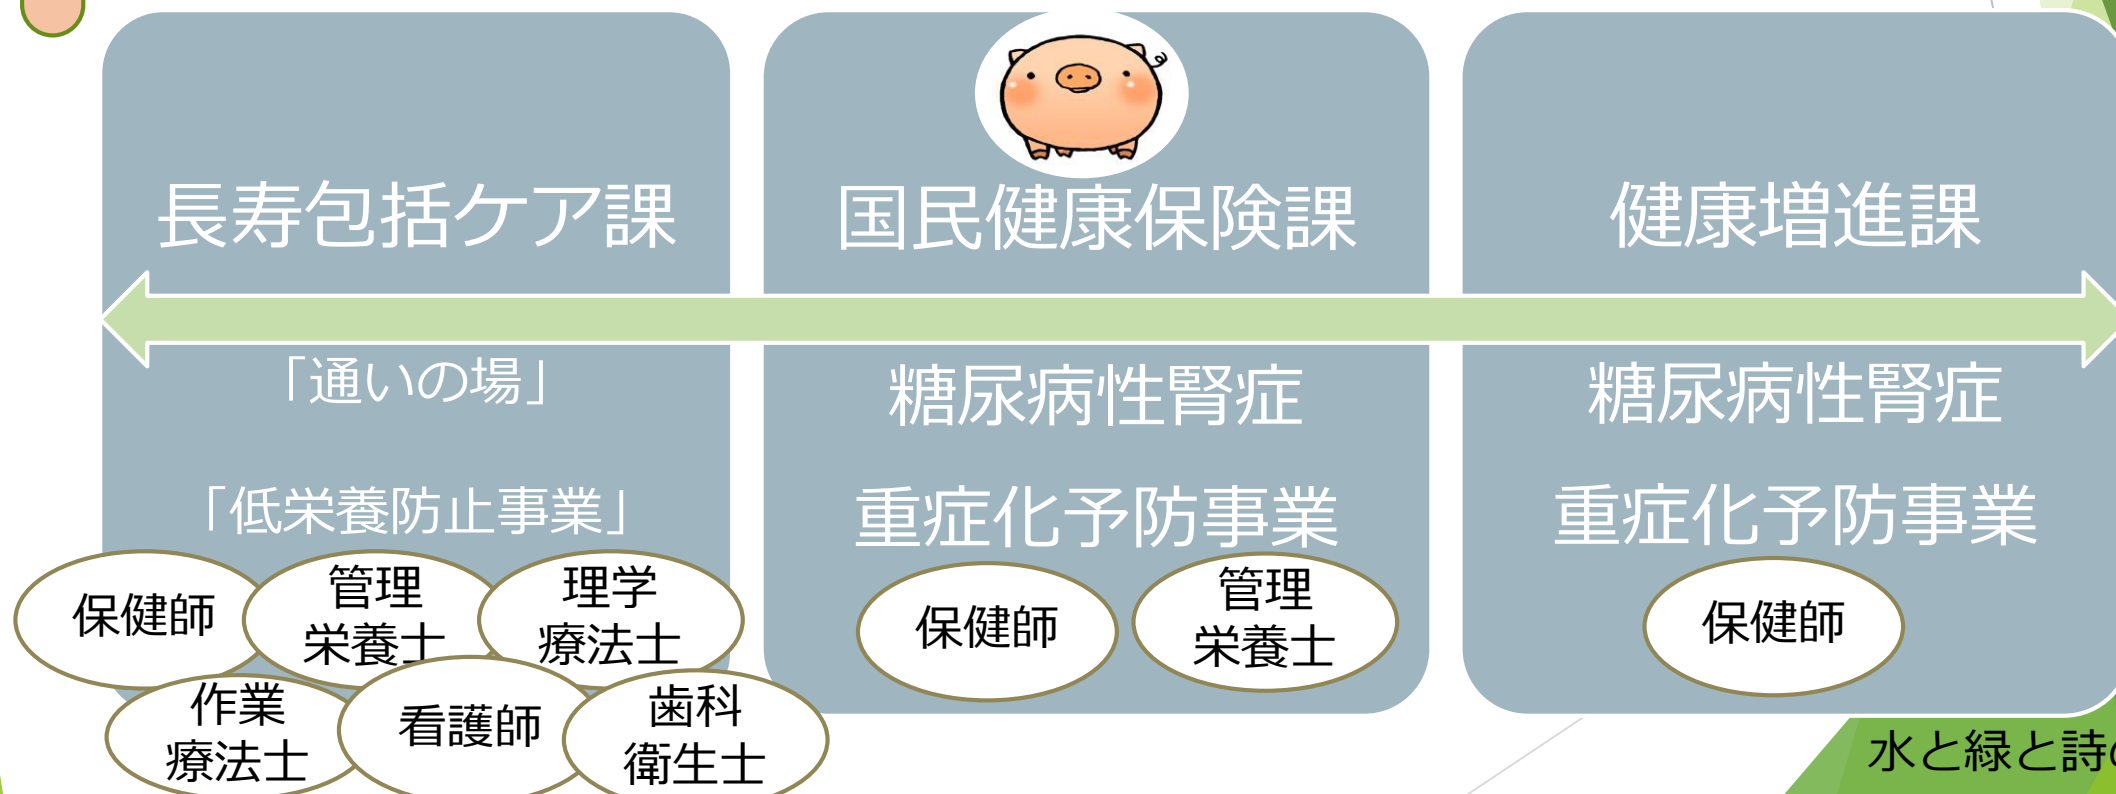 長寿包括ケア課
「通いの場」
「低栄養防止事業」
保健師
管理
栄養士
理学
療法士
作業
療法士
看護師
歯科
衛生士
国民健康保険課
糖尿病性腎症
重症化予防事業
保健師
管理
栄養士
健康増進課
糖尿病性腎症
重症化予防事業
保健師
水と緑と詩の